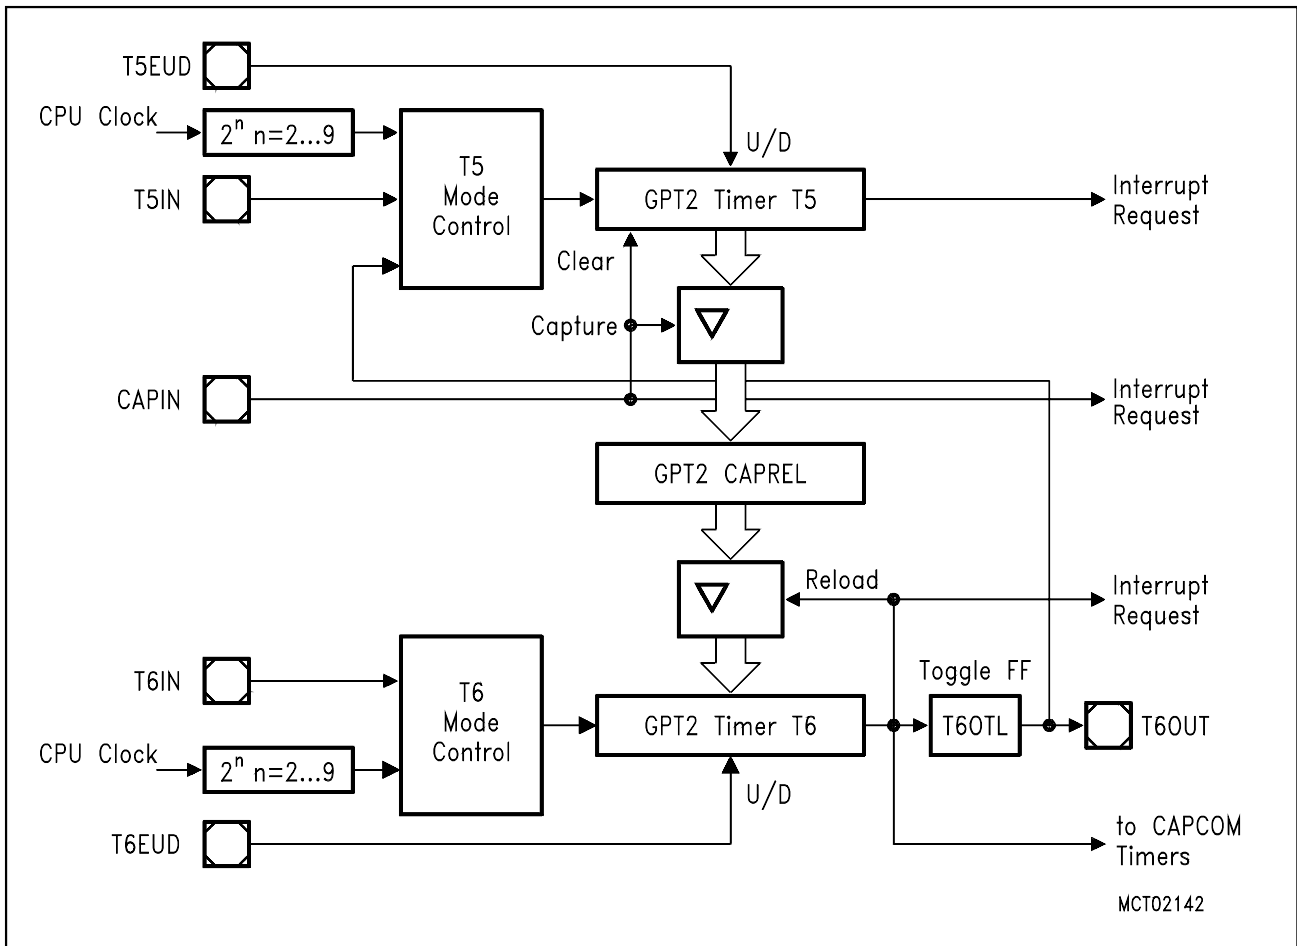 T5EUD
CPU Clock
2^n n=2...9
U/D
T5
Mode
Control
T5IN
GPT2 Timer T5
Interrupt
Request
Clear
Capture
CAPIN
Interrupt
Request
GPT2 CAPREL
Reload
Interrupt
Request
T6IN
T6
Mode
Control
Toggle FF
GPT2 Timer T6
T6OTL
T6OUT
CPU Clock
2^n n=2...9
U/D
T6EUD
to CAPCOM
Timers
MCT02142